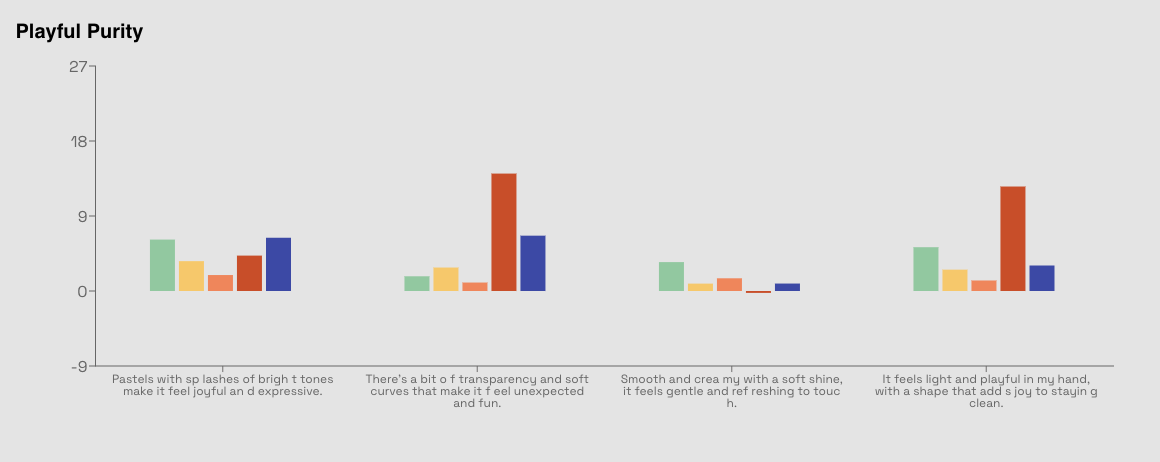 Playful Purity
27
18
9
0
-9
Pastels with sp lashes of brigh t tones
make it feel joyful an d expressive.
There's a bit o f transparency and soft
curves that make it f eel unexpected
and fun.
Smooth and crea my with a soft shine,
it feels gentle and ref reshing to touc
h.
It feels light and playful in my hand,
with a shape that add s joy to stayin g
clean.